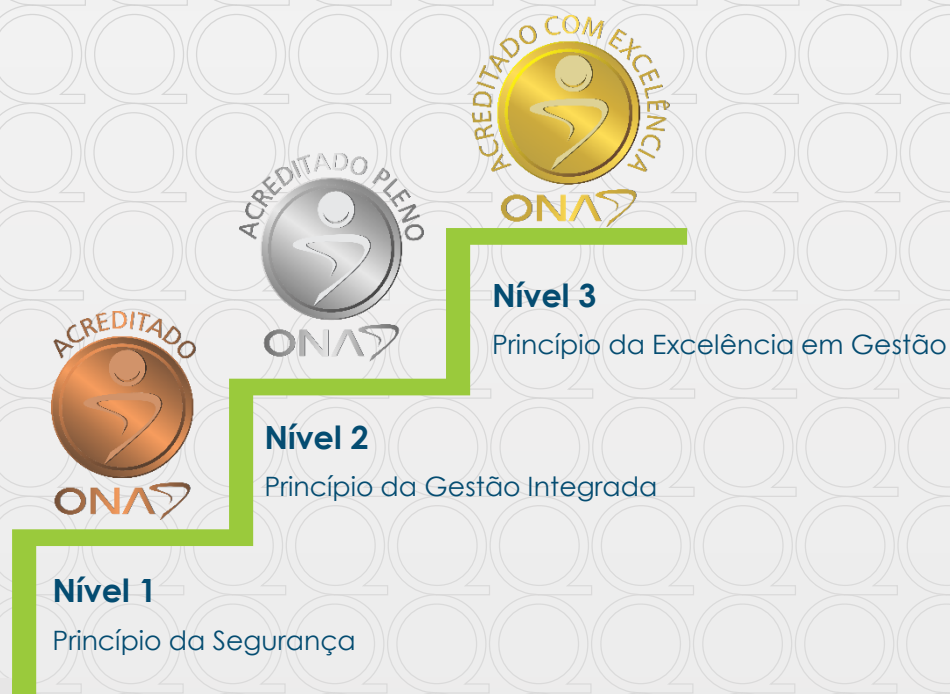 ACREDITADO COM EXCELÊNCIA
ONA
Nível 3
Princípio da Excelência em Gestão
ACREDITADO PLENO
ONA
Nível 2
Princípio da Gestão Integrada
ACREDITADO
ONA
Nível 1
Princípio da Segurança